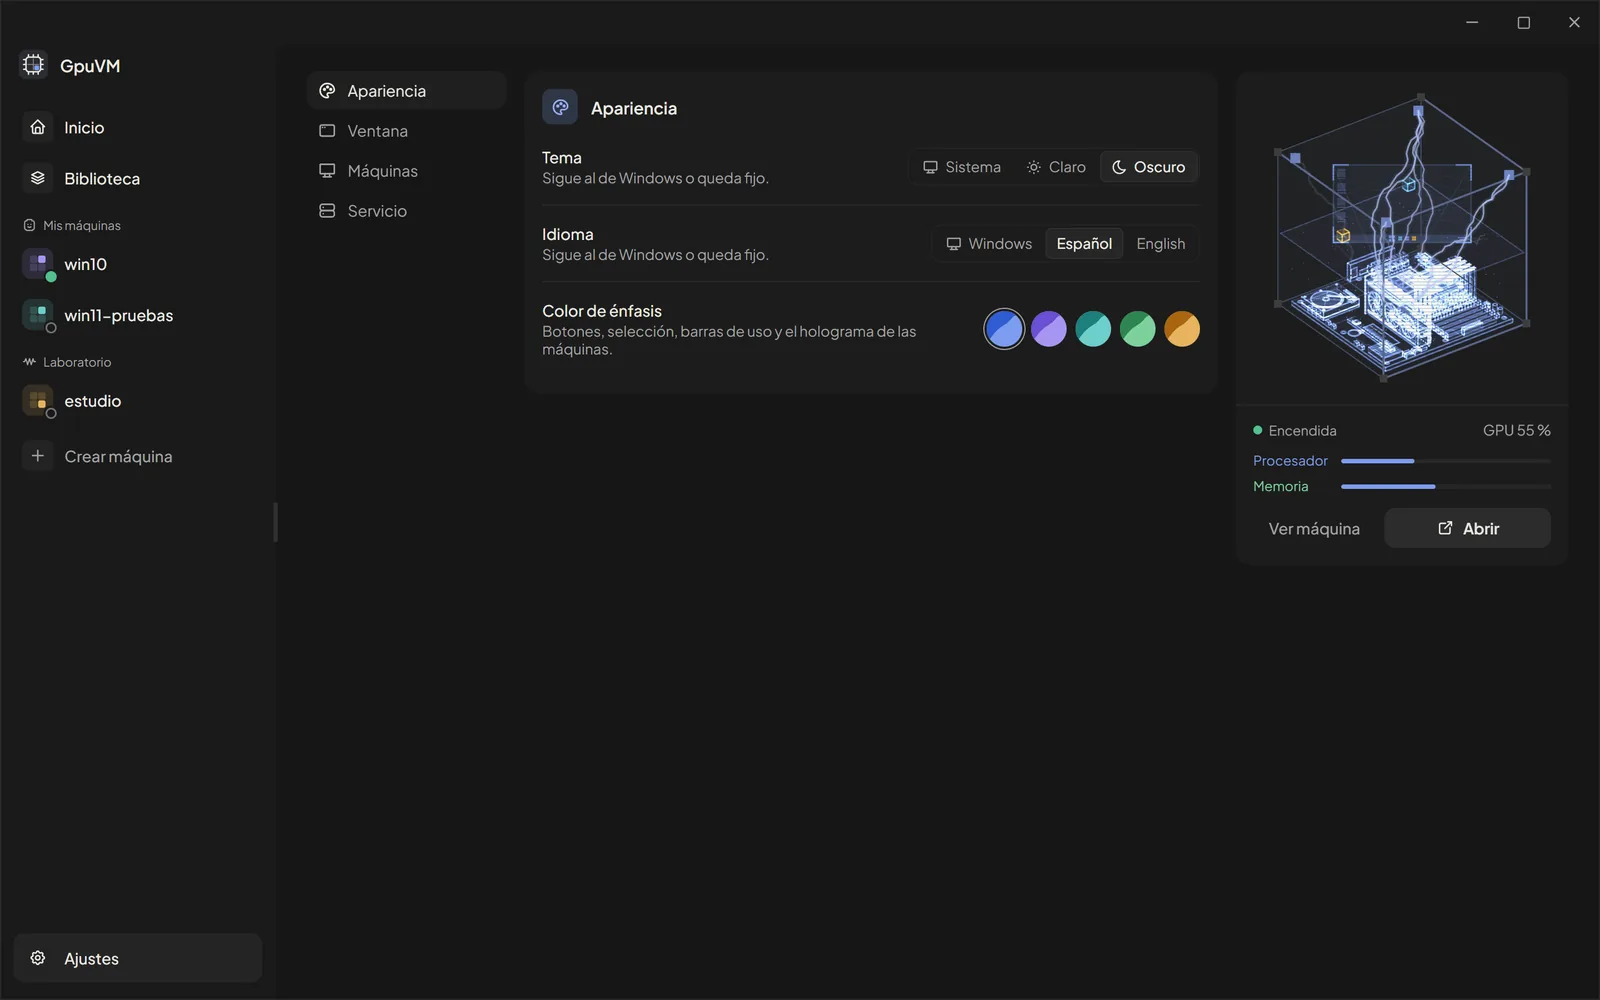 GpuVM
Inicio
Biblioteca
Mis máquinas
win10
win11-pruebas
Laboratorio
estudio
Crear máquina
Ajustes
Apariencia
Ventana
Máquinas
Servicio
Apariencia
Tema
Sigue al de Windows o queda fijo.
Sistema
Claro
Oscuro
Idioma
Sigue al de Windows o queda fijo.
Windows
Español
English
Color de énfasis
Botones, selección, barras de uso y el holograma de las
máquinas.
Encendida
GPU 55 %
Procesador
Memoria
Ver máquina
Abrir